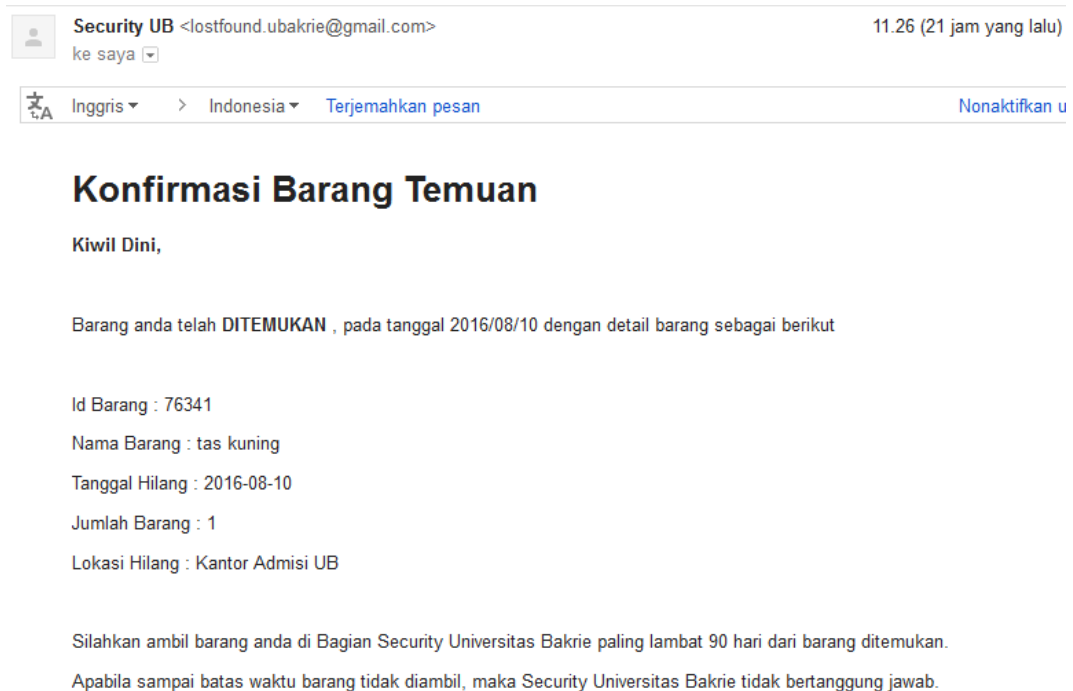 Security UB <lostfound.ubakrie@gmail.com> 11.26 (21 jam yang lalu)
ke saya
Inggris > Indonesia Terjemahkan pesan Nonaktifkan u
Konfirmasi Barang Temuan
Kiwil Dini,
Barang anda telah DITEMUKAN , pada tanggal 2016/08/10 dengan detail barang sebagai berikut
Id Barang : 76341
Nama Barang : tas kuning
Tanggal Hilang : 2016-08-10
Jumlah Barang : 1
Lokasi Hilang : Kantor Admisi UB
Silahkan ambil barang anda di Bagian Security Universitas Bakrie paling lambat 90 hari dari barang ditemukan.
Apabila sampai batas waktu barang tidak diambil, maka Security Universitas Bakrie tidak bertanggung jawab.